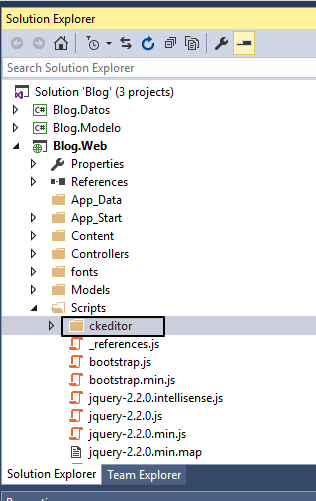 Solution Explorer
Search Solution Explorer
Solution 'Blog' (3 projects)
C# Blog.Datos
C# Blog.Modelo
Blog.Web
Properties
References
App_Data
App_Start
Content
Controllers
fonts
Models
Scripts
ckeditor
_references.js
bootstrap.js
bootstrap.min.js
jquery-2.2.0.intellisense.js
jquery-2.2.0.js
jquery-2.2.0.min.js
jquery-2.2.0.min.map
Solution Explorer Team Explorer